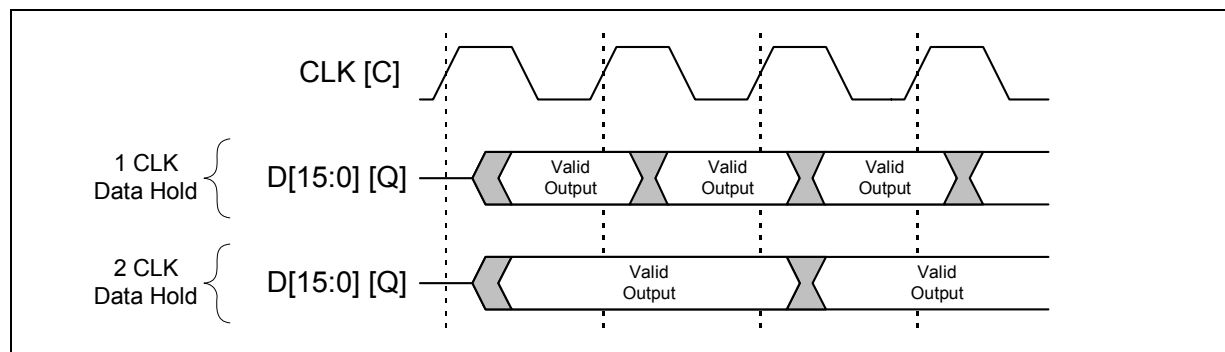 CLK [C]
1 CLK
Data Hold
D[15:0] [Q]
Valid
Output
Valid
Output
Valid
Output
2 CLK
Data Hold
D[15:0] [Q]
Valid
Output
Valid
Output